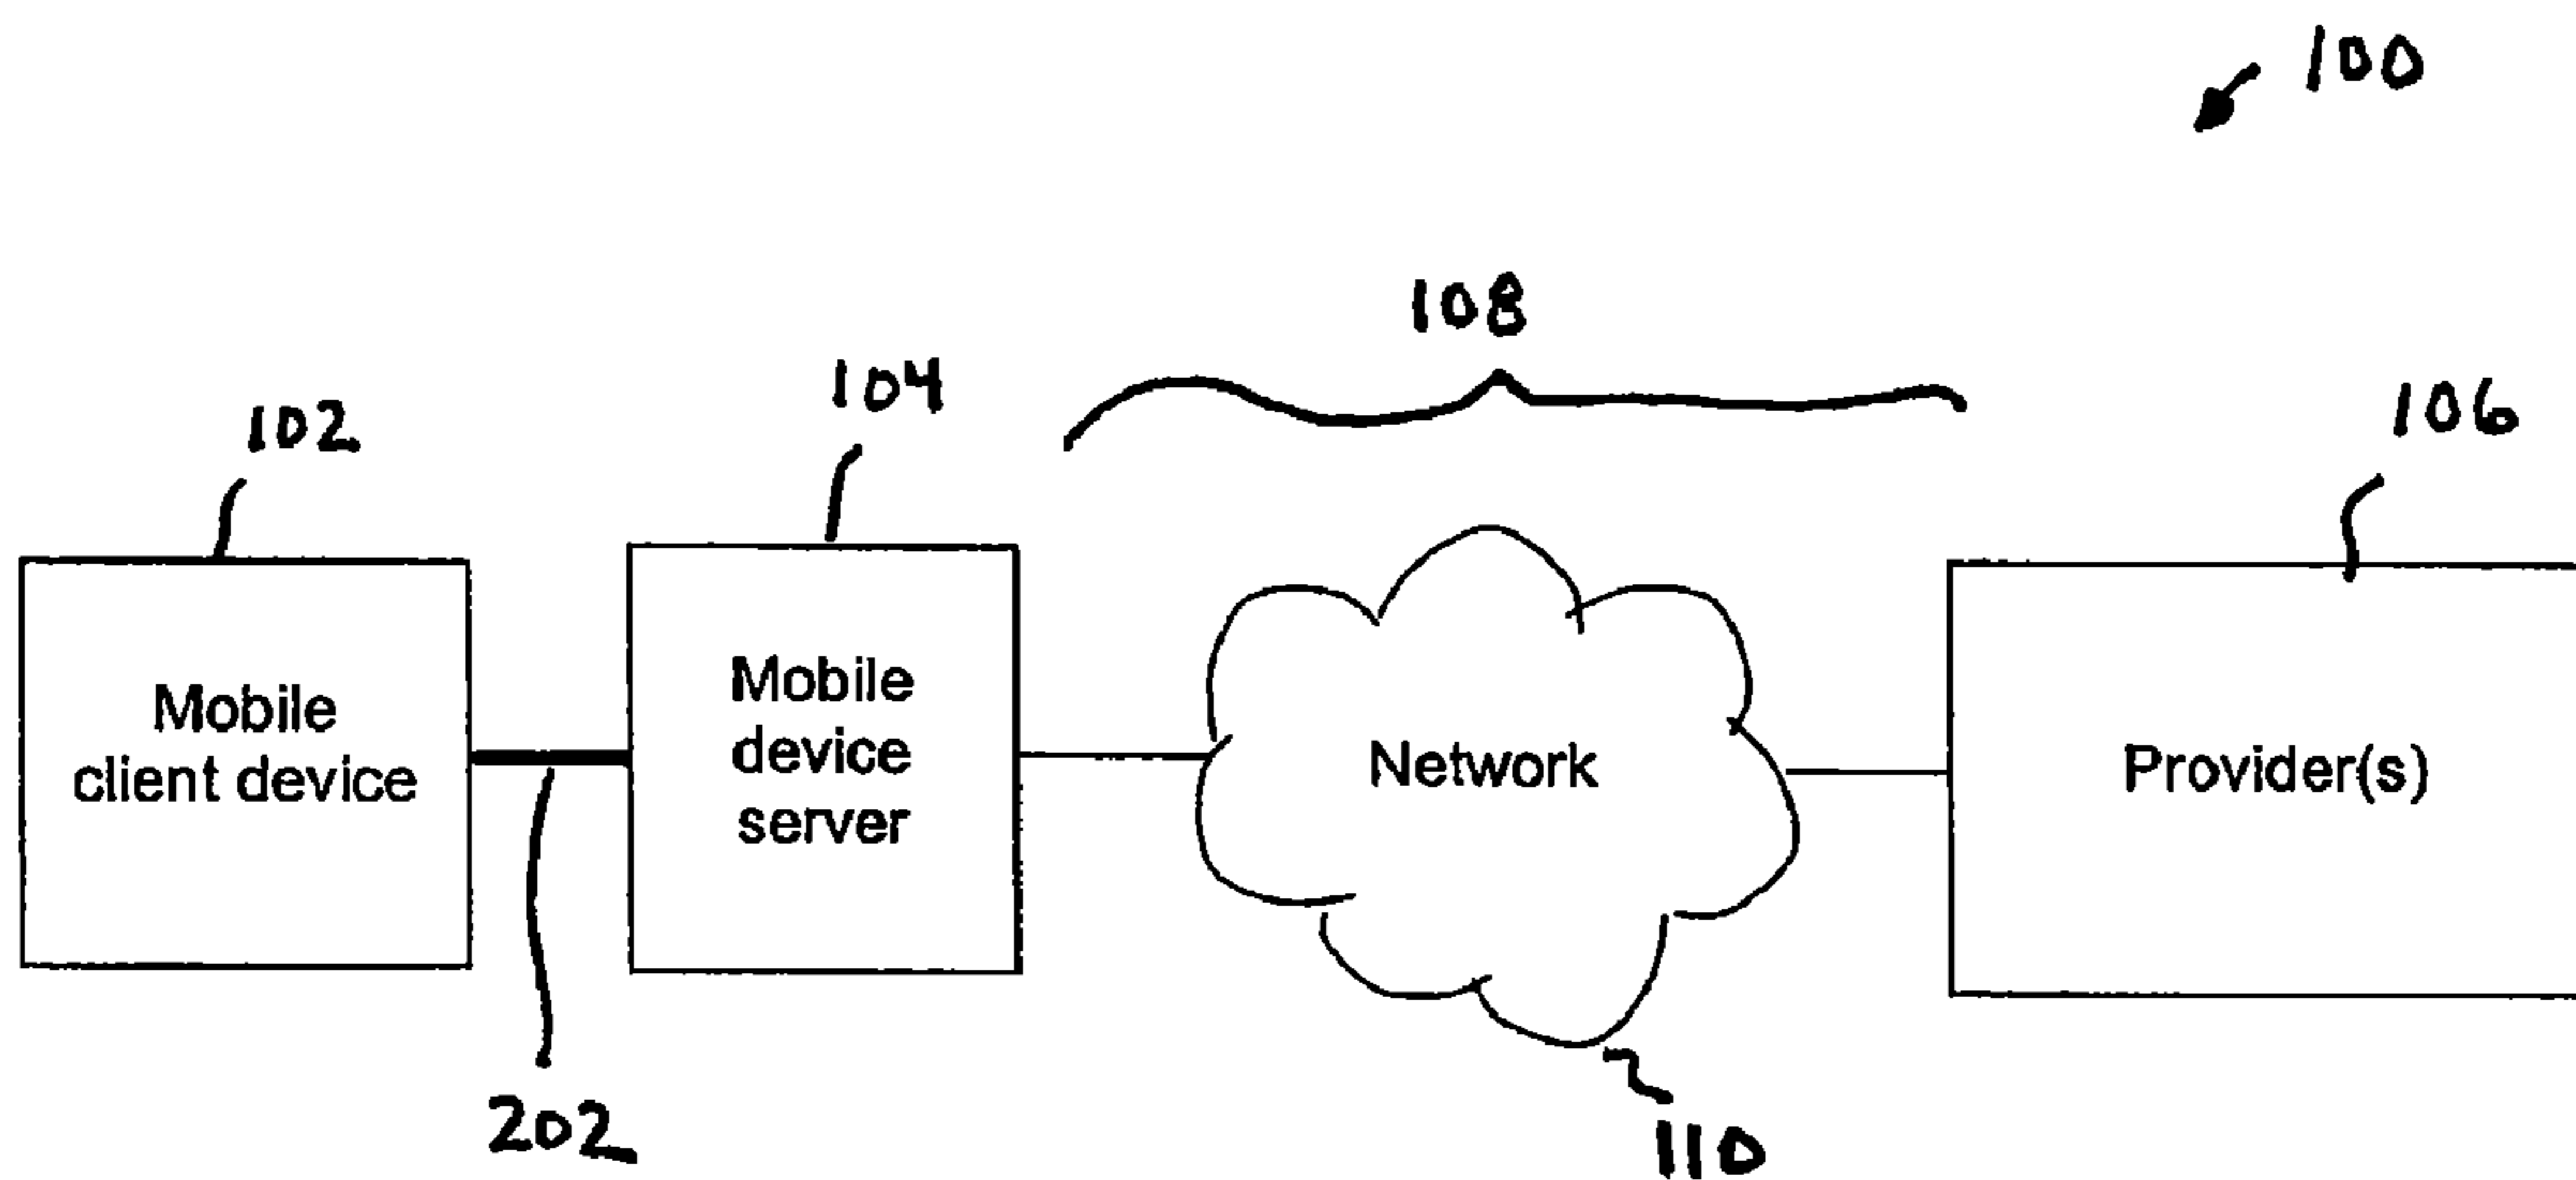 100
108
104
106
102
Mobile
client device
Mobile
device
server
Network
Provider(s)
202
110